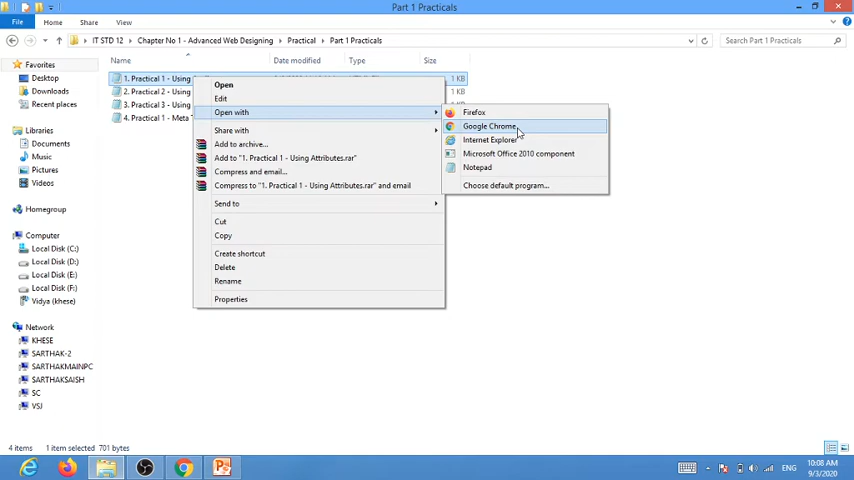 Part 1 Practicals
File
Home
Share
View
IT STD 12
Chapter No 1 - Advanced Web Designing
Practical
Part 1 Practicals
Search Part 1 Practicals
Favorites
Desktop
Downloads
Recent places
Libraries
Documents
Music
Pictures
Videos
Homegroup
Computer
Local Disk (C:)
Local Disk (D:)
Local Disk (E:)
Local Disk (F:)
Vidya (khese)
Network
KHESE
SARTHAK-2
SARTHAKMAINPC
SARTHAKSAISH
SC
VSJ
Name
Date modified
Type
Size
1. Practical 1 - Using
1 KB
2. Practical 2 - Using
3. Practical 3 - Using
4. Practical 1 - Meta
Open
Edit
Open with
Share with
Add to archive...
Add to "1. Practical 1 - Using Attributes.rar"
Compress and email...
Compress to "1. Practical 1 - Using Attributes.rar" and email
Send to
Cut
Copy
Create shortcut
Delete
Rename
Properties
Firefox
Google Chrome
Internet Explorer
Microsoft Office 2010 component
Notepad
Choose default program...
4 items
1 item selected 701 bytes
ENG
10:08 AM
9/3/2020